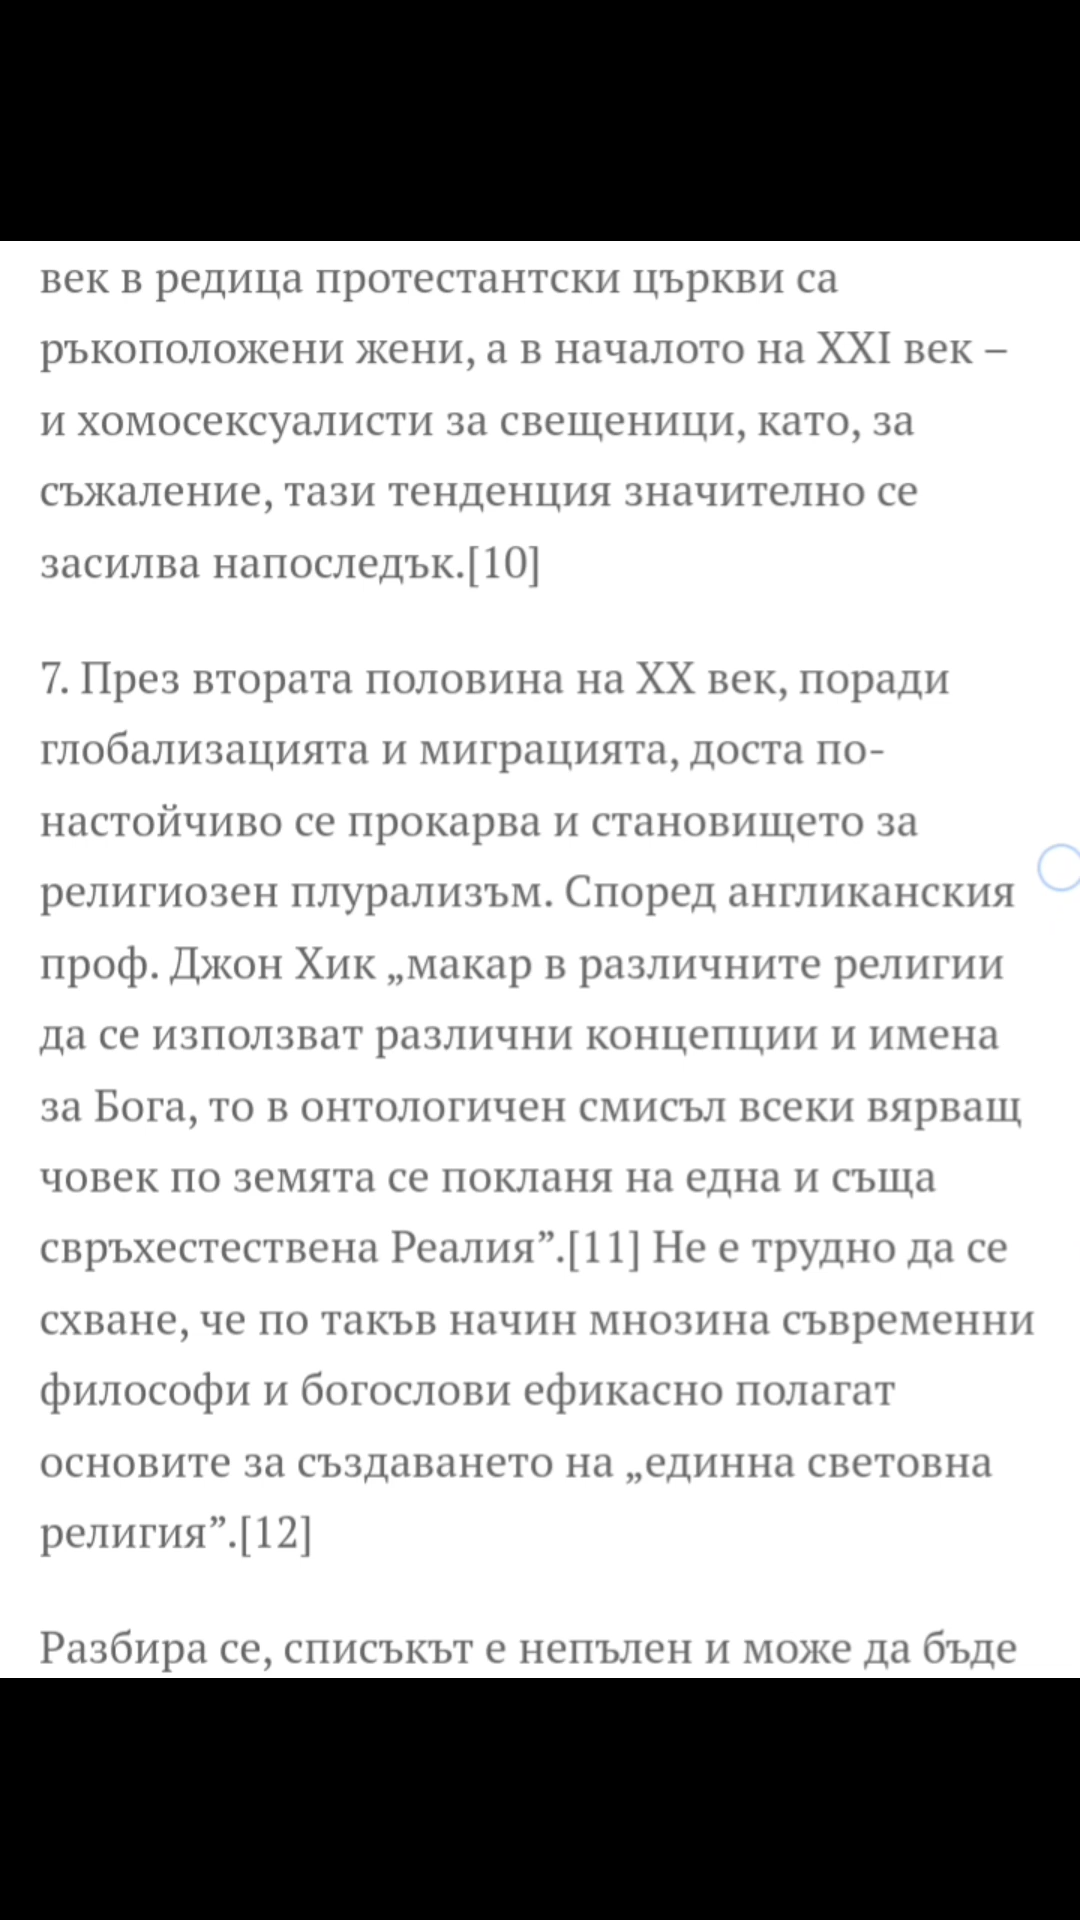 век в редица протестантски църкви са
ръкоположени жени, а в началото на XXI век –
и хомосексуалисти за свещеници, като, за
съжаление, тази тенденция значително се
засилва напоследък.[10]
7. През втората половина на XX век, поради
глобализацията и миграцията, доста по-
настойчиво се прокарва и становището за
религиозен плурализъм. Според англиканския
проф. Джон Хик „макар в различните религии
да се използват различни концепции и имена
за Бога, то в онтологичен смисъл всеки вярващ
човек по земята се покланя на една и съща
свръхестествена Реалия”.[11] Не е трудно да се
схване, че по такъв начин мнозина съвременни
философи и богослови ефикасно полагат
основите за създаването на „единна световна
религия”.[12]
Разбира се, списъкът е непълен и може да бъде